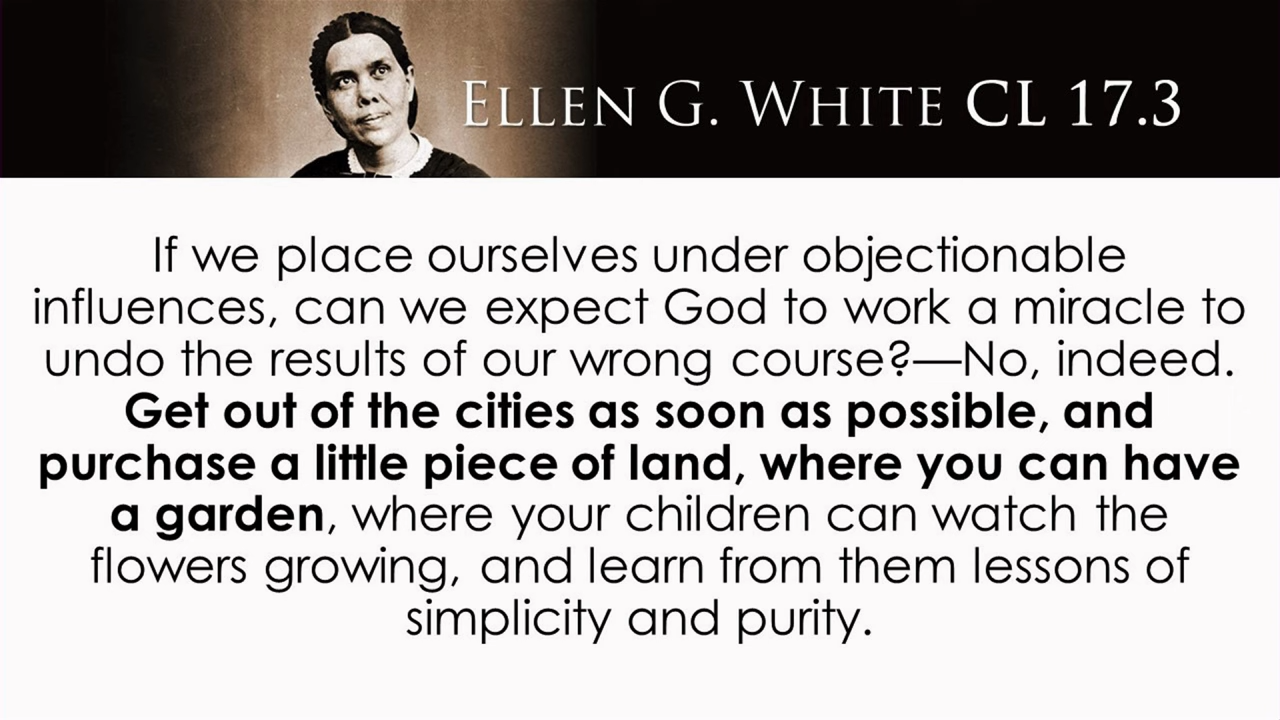 ELLEN G. WHITE CL 17.3
If we place ourselves under objectionable
influences, can we expect God to work a miracle to
undo the results of our wrong course?—No, indeed.
Get out of the cities as soon as possible, and
purchase a little piece of land, where you can have
a garden, where your children can watch the
flowers growing, and learn from them lessons of
simplicity and purity.